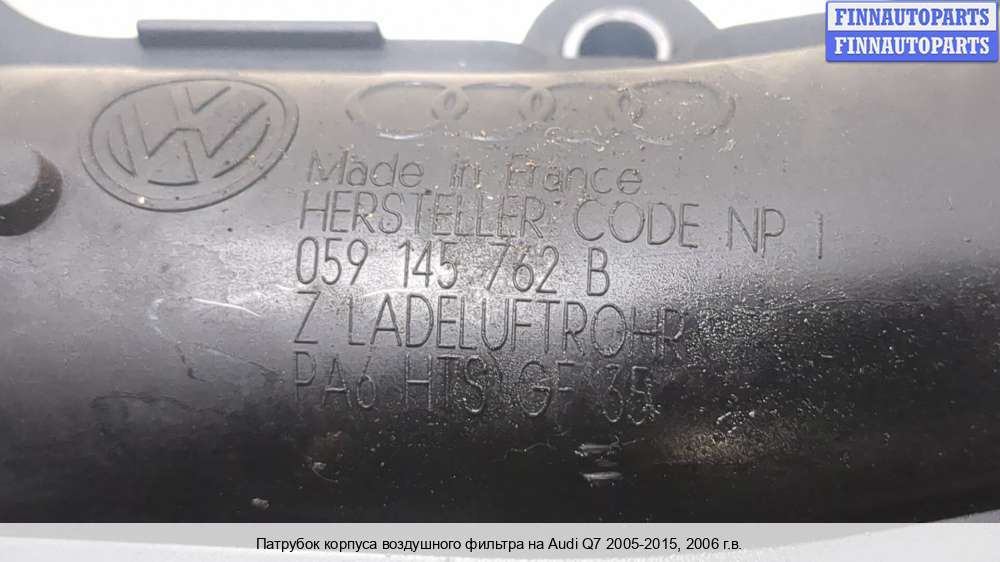 FINNAUTOPARTS
FINNAUTOPARTS
Made in France
HERSTELLER CODE NP 1
059 145 762 B
Z LADELUFTROHR
PA6 HTS GF 35
Патрубок корпуса воздушного фильтра на Audi Q7 2005-2015, 2006 г.в.